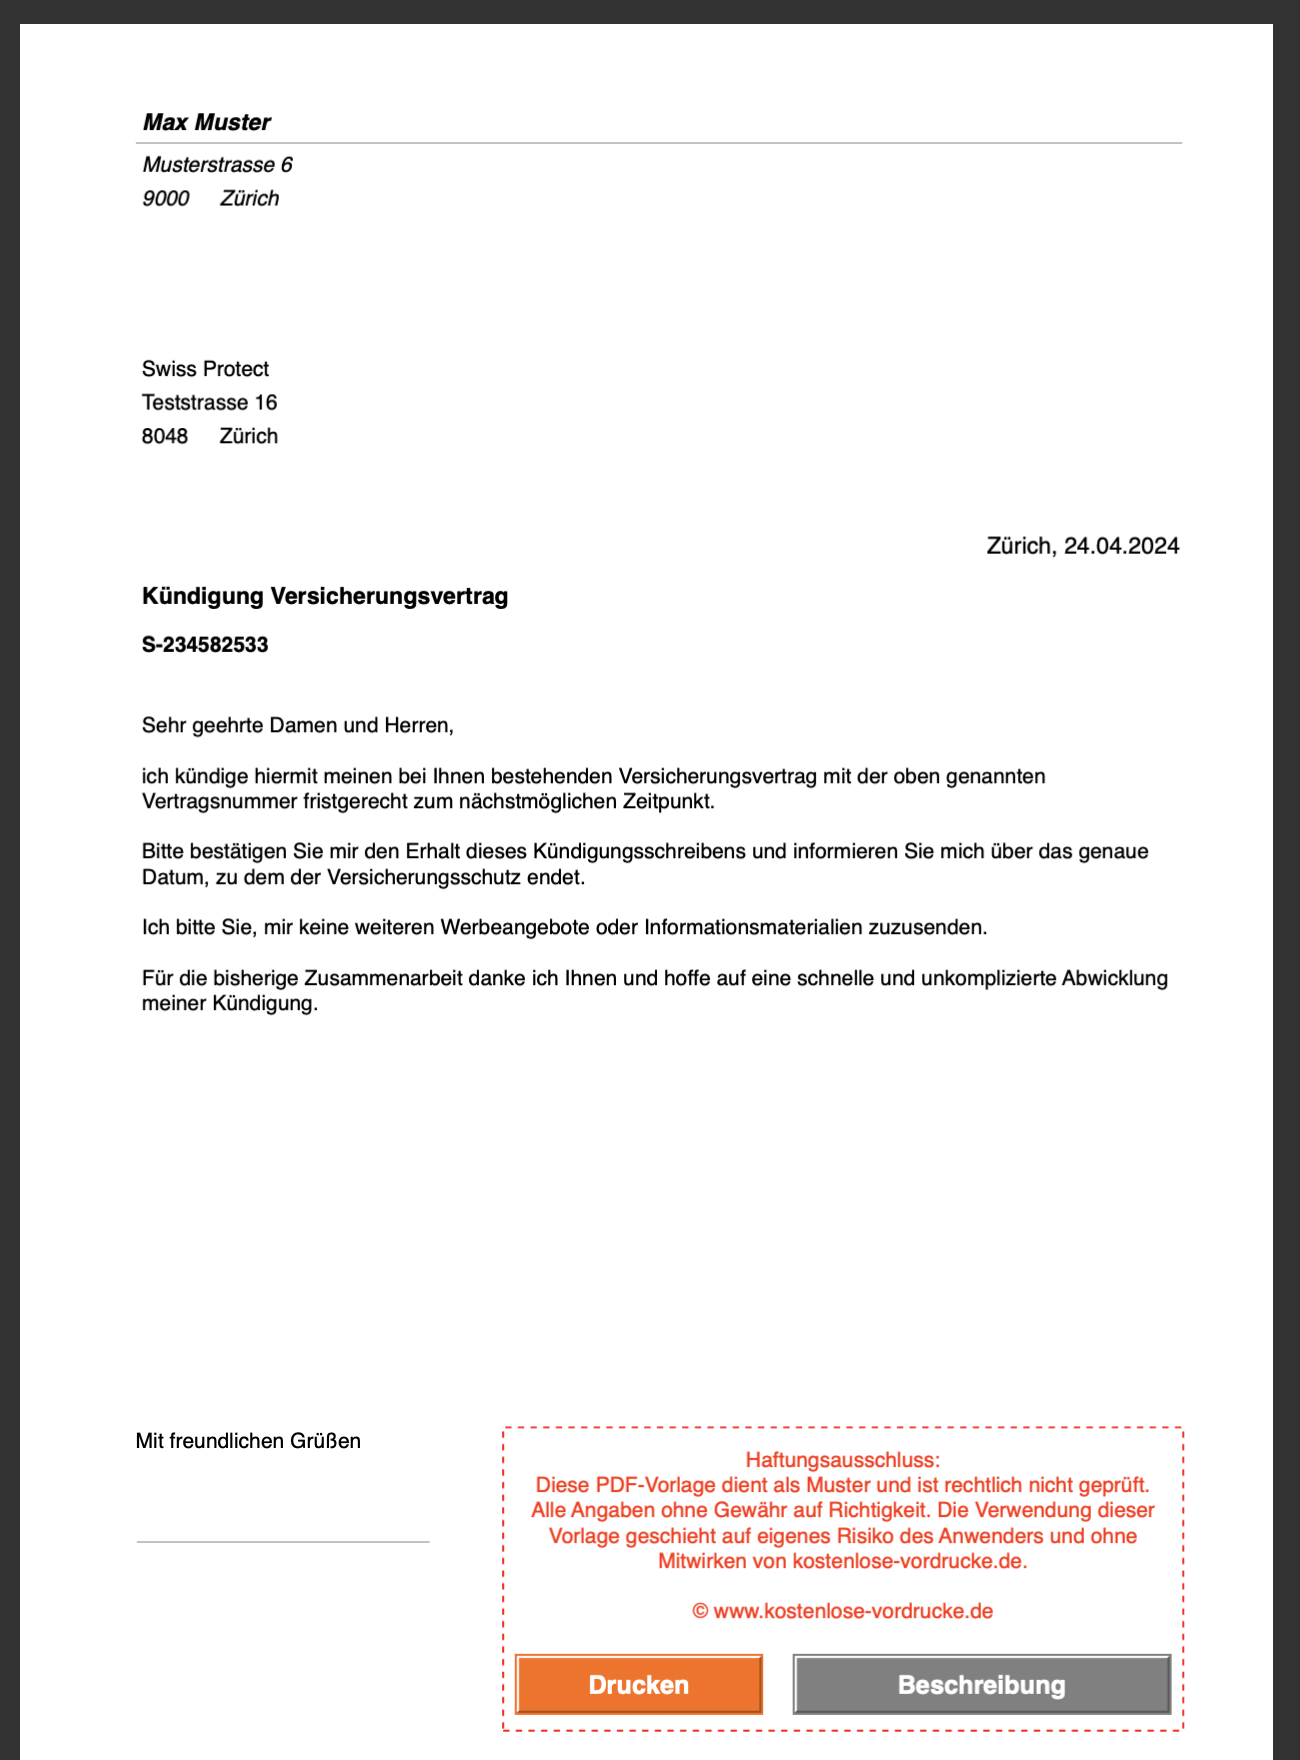 Max Muster
Musterstrasse 6
9000 Zürich
Swiss Protect
Teststrasse 16
8048 Zürich
Zürich, 24.04.2024
Kündigung Versicherungsvertrag
S-234582533
Sehr geehrte Damen und Herren,
ich kündige hiermit meinen bei Ihnen bestehenden Versicherungsvertrag mit der oben genannten
Vertragsnummer fristgerecht zum nächstmöglichen Zeitpunkt.
Bitte bestätigen Sie mir den Erhalt dieses Kündigungsschreibens und informieren Sie mich über das genaue
Datum, zu dem der Versicherungsschutz endet.
Ich bitte Sie, mir keine weiteren Werbeangebote oder Informationsmaterialien zuzusenden.
Für die bisherige Zusammenarbeit danke ich Ihnen und hoffe auf eine schnelle und unkomplizierte Abwicklung
meiner Kündigung.
Mit freundlichen Grüßen
Haftungsausschluss:
Diese PDF-Vorlage dient als Muster und ist rechtlich nicht geprüft.
Alle Angaben ohne Gewähr auf Richtigkeit. Die Verwendung dieser
Vorlage geschieht auf eigenes Risiko des Anwenders und ohne
Mitwirken von kostenlose-vordrucke.de.
© www.kostenlose-vordrucke.de
Drucken
Beschreibung